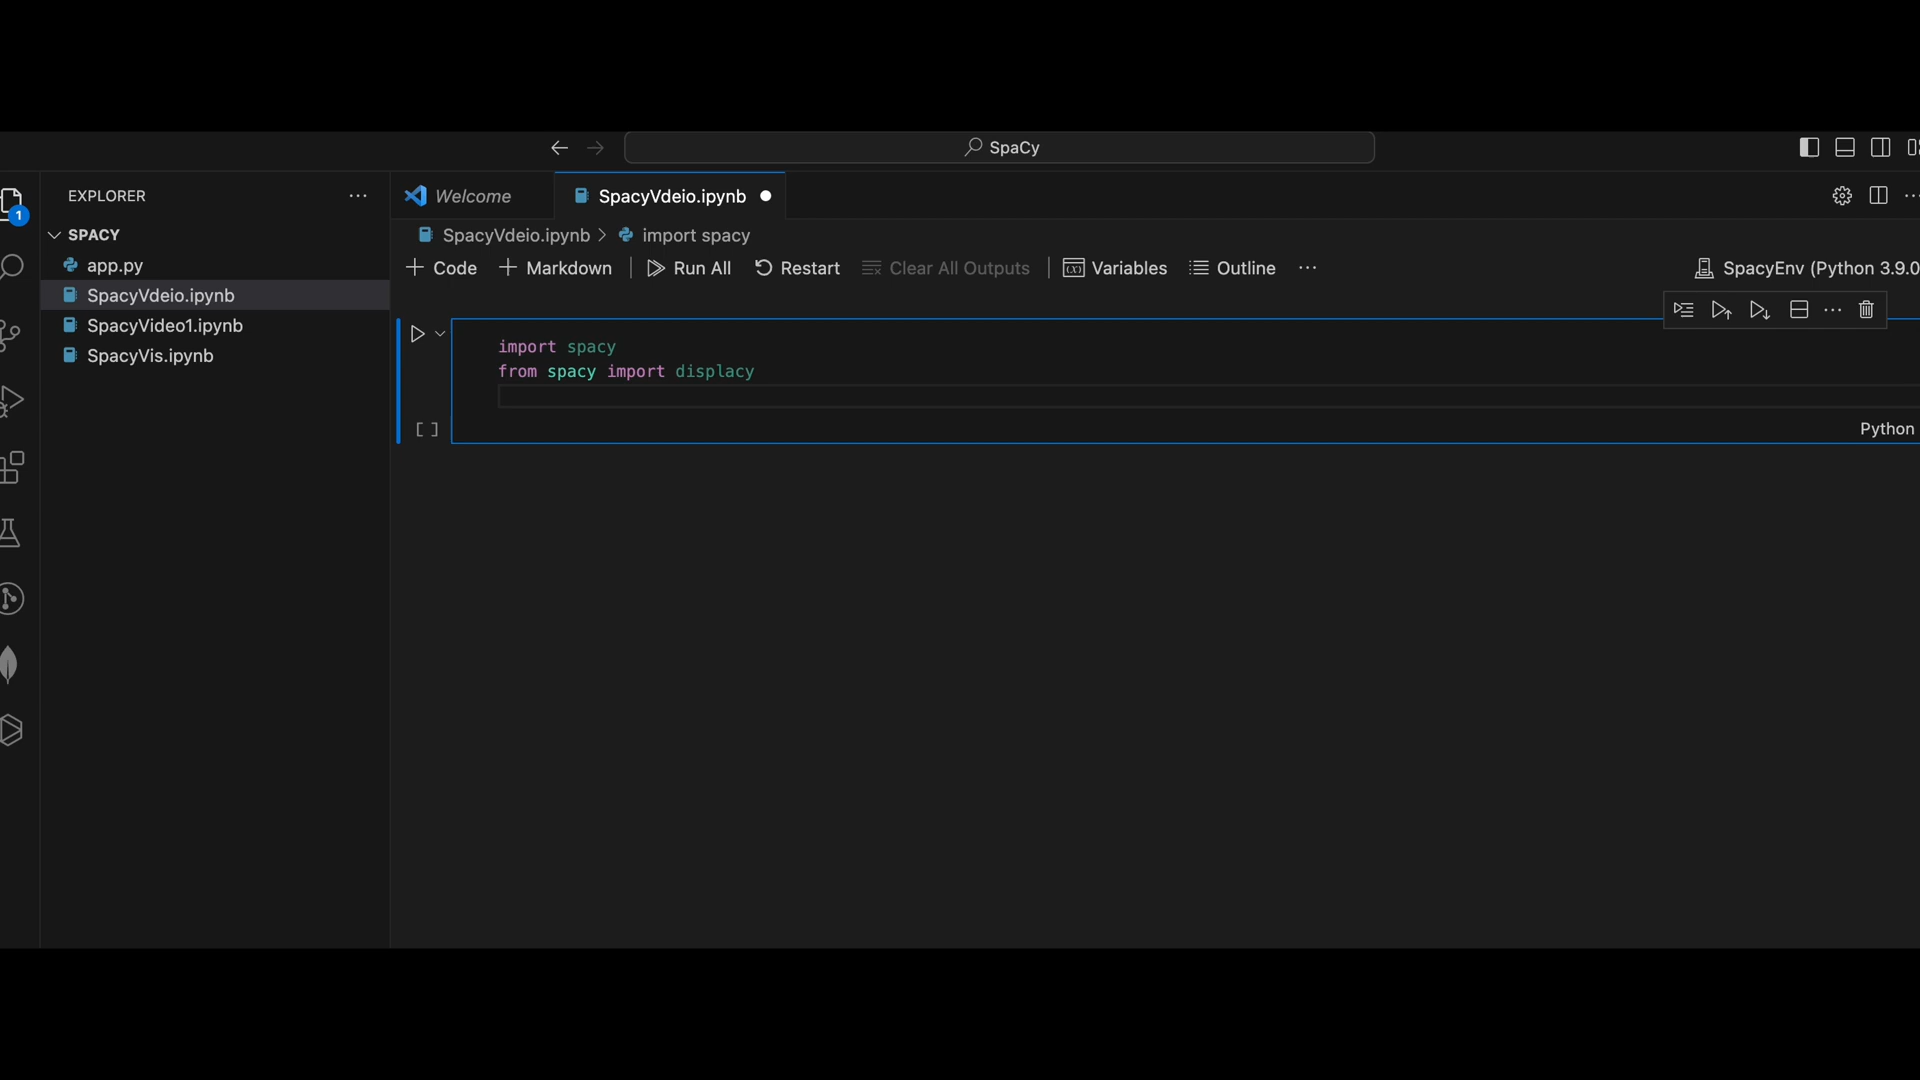 SpaCy
EXPLORER
Welcome
SpacyVdeio.ipynb
1
SPACY
SpacyVdeio.ipynb > import spacy
app.py
Code
Markdown
Run All
Restart
Clear All Outputs
Variables
Outline
SpacyEnv (Python 3.9.0
SpacyVdeio.ipynb
SpacyVideo1.ipynb
SpacyVis.ipynb
import spacy
from spacy import displacy
[ ]
Python